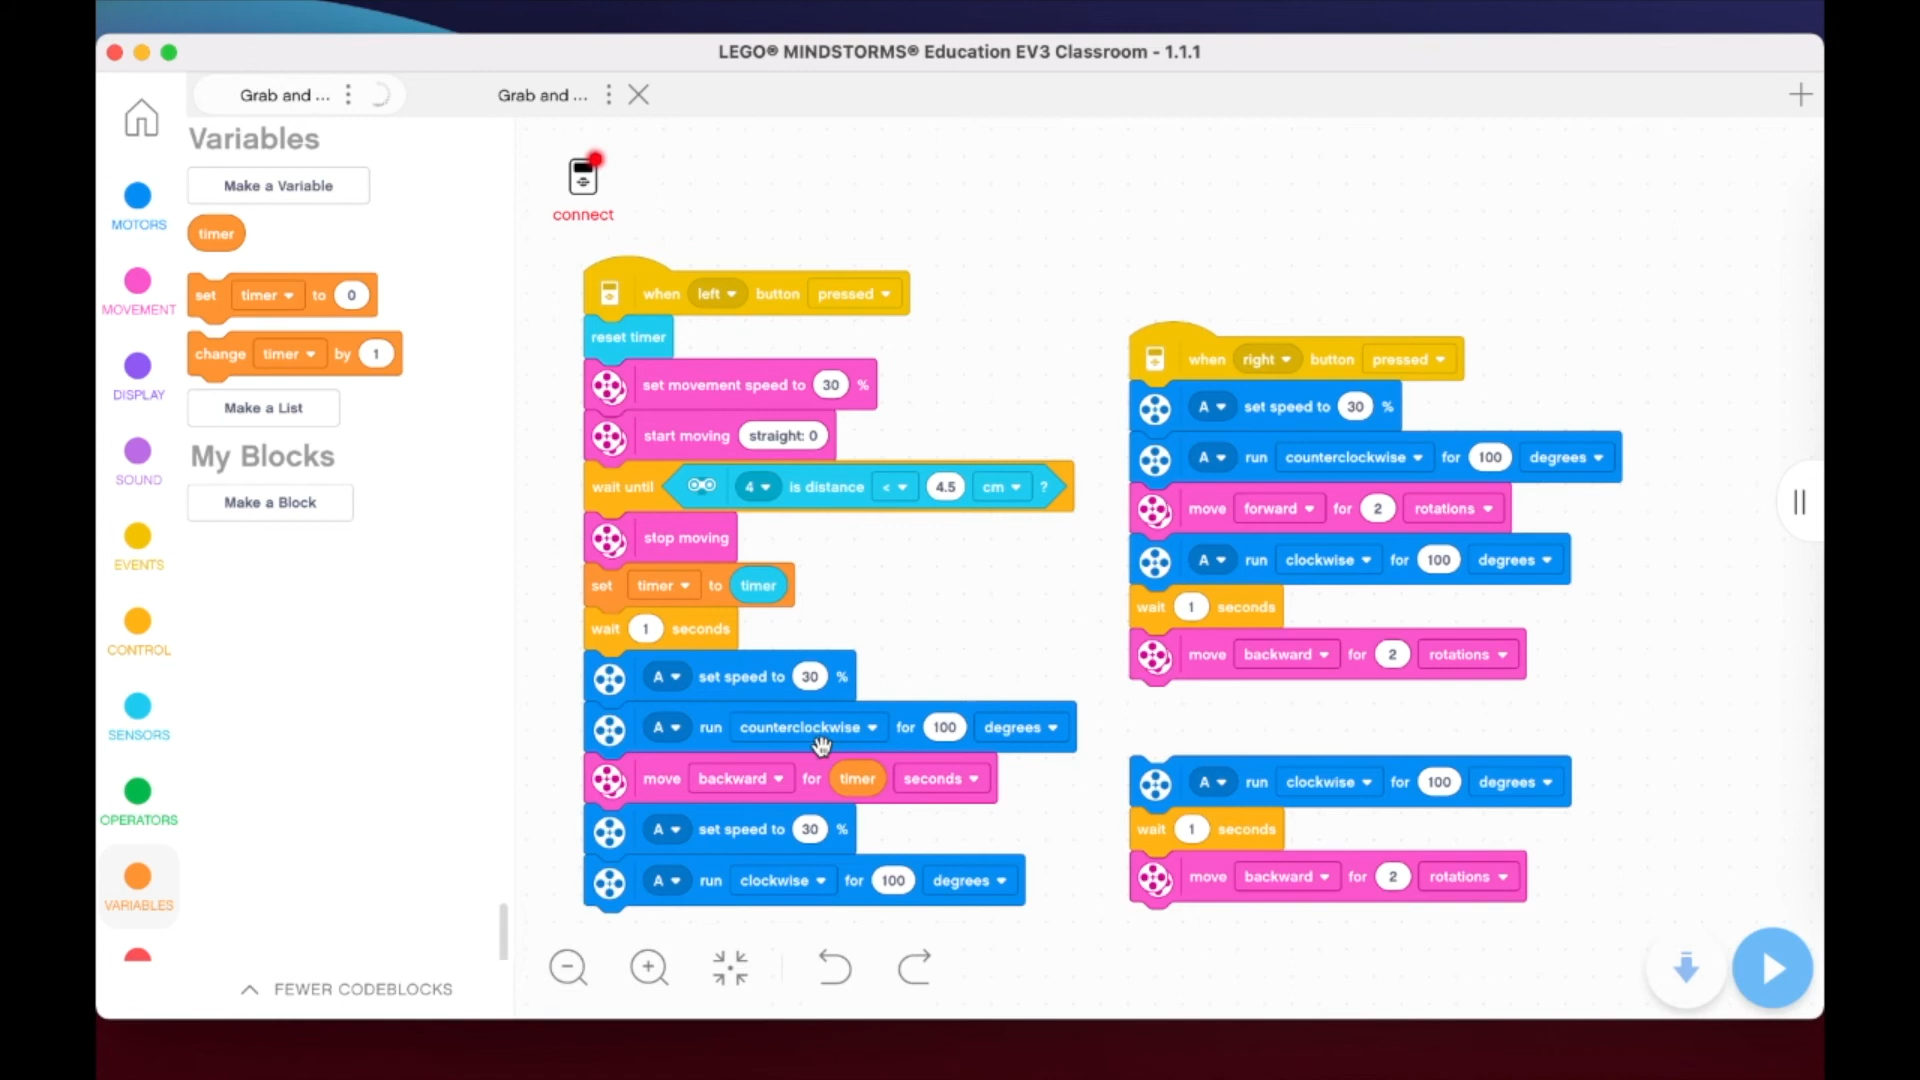 LEGO® MINDSTORMS® Education EV3 Classroom - 1.1.1
Grab and ...
Grab and ...
Variables
Make a Variable
timer
set timer to 0
change timer by 1
Make a List
My Blocks
Make a Block
MOTORS
MOVEMENT
DISPLAY
SOUND
EVENTS
CONTROL
SENSORS
OPERATORS
VARIABLES
FEWER CODEBLOCKS
connect
when left button pressed
reset timer
set movement speed to 30 %
start moving straight: 0
wait until 4 is distance < 4.5 cm ?
stop moving
set timer to timer
wait 1 seconds
A set speed to 30 %
A run counterclockwise for 100 degrees
move backward for timer seconds
A set speed to 30 %
A run clockwise for 100 degrees
when right button pressed
A set speed to 30 %
A run counterclockwise for 100 degrees
move forward for 2 rotations
A run clockwise for 100 degrees
wait 1 seconds
move backward for 2 rotations
A run clockwise for 100 degrees
wait 1 seconds
move backward for 2 rotations